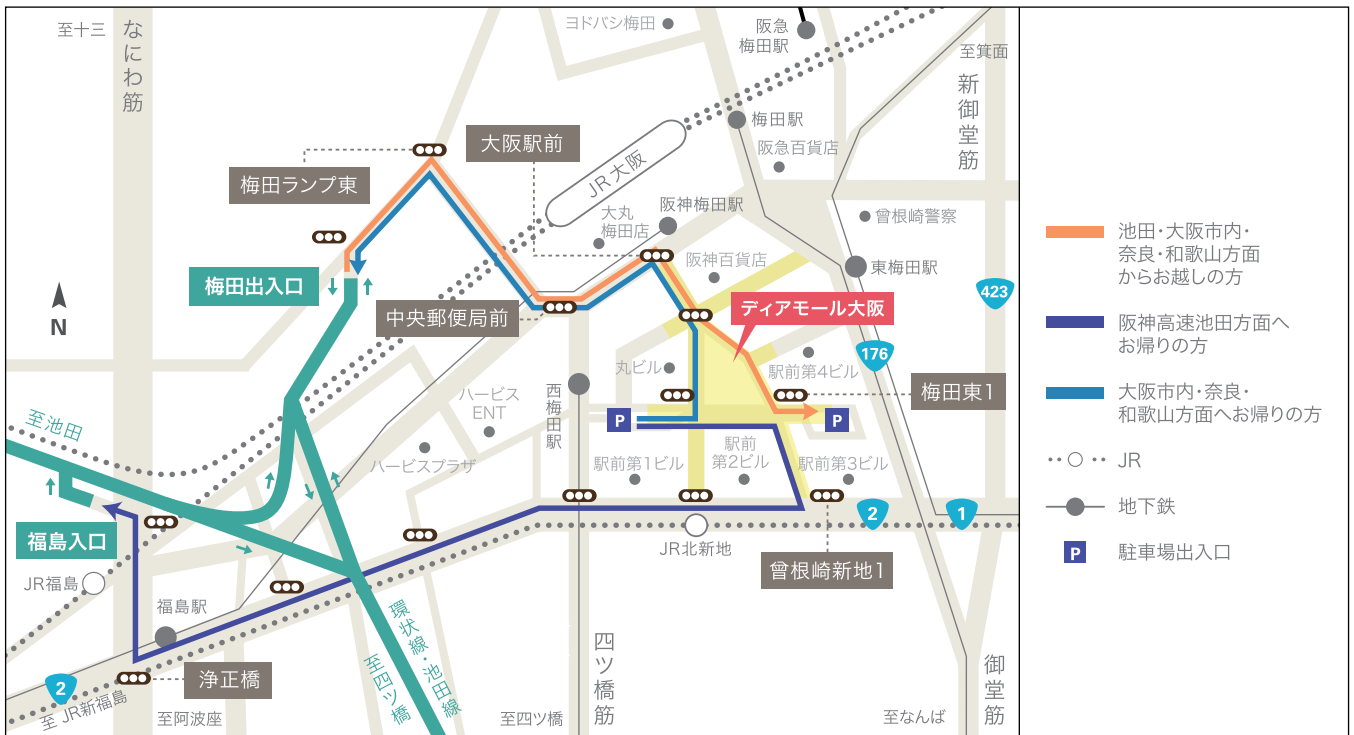 至十三
なにわ筋
ヨドバシ梅田
阪急
梅田駅
至箕面
新御堂筋
大阪駅前
梅田駅
阪急百貨店
梅田ランプ東
JR大阪
大丸
梅田店
阪神梅田駅
曾根崎警察
梅田出入口
阪神百貨店
東梅田駅
423
N
中央郵便局前
ディアモール大阪
176
丸ビル
駅前第4ビル
梅田東1
ハービス
ENT
西梅田駅
P
P
至池田
ハービスプラザ
駅前第1ビル
駅前
第2ビル
駅前第3ビル
2
1
福島入口
JR北新地
曾根崎新地1
JR福島
福島駅
環状線・池田線
至四ツ橋
四ツ橋筋
浄正橋
2
至 JR新福島
至阿波座
至四ツ橋
至なんば
御堂筋
池田・大阪市内・
奈良・和歌山方面
からお越しの方
阪神高速池田方面へ
お帰りの方
大阪市内・奈良・
和歌山方面へお帰りの方
JR
地下鉄
P
駐車場出入口